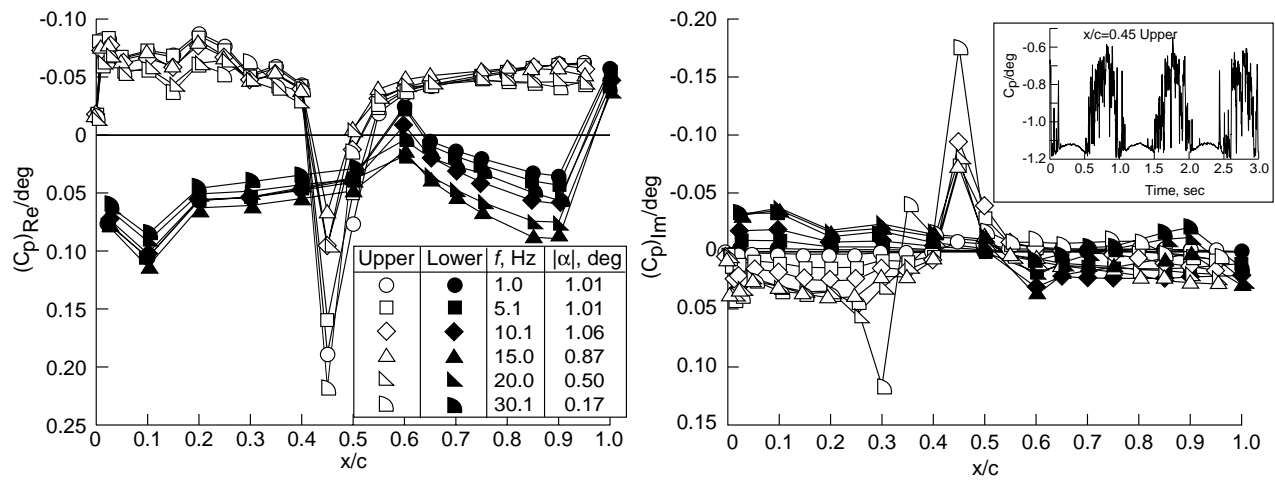 -0.10
-0.05
0
0.05
0.10
0.15
0.20
0.25
(Cp)Re/deg
0 0.1 0.2 0.3 0.4 0.5 0.6 0.7 0.8 0.9 1.0
x/c
Upper Lower f, Hz |α|, deg
1.0 1.01
5.1 1.01
10.1 1.06
15.0 0.87
20.0 0.50
30.1 0.17
-0.20
-0.15
-0.10
-0.05
0
0.05
0.10
0.15
(Cp)Im/deg
0 0.1 0.2 0.3 0.4 0.5 0.6 0.7 0.8 0.9 1.0
x/c
x/c=0.45 Upper
-0.6
-0.8
-1.0
-1.2
Cp/deg
0 0.5 1.0 1.5 2.0 2.5 3.0
Time, sec